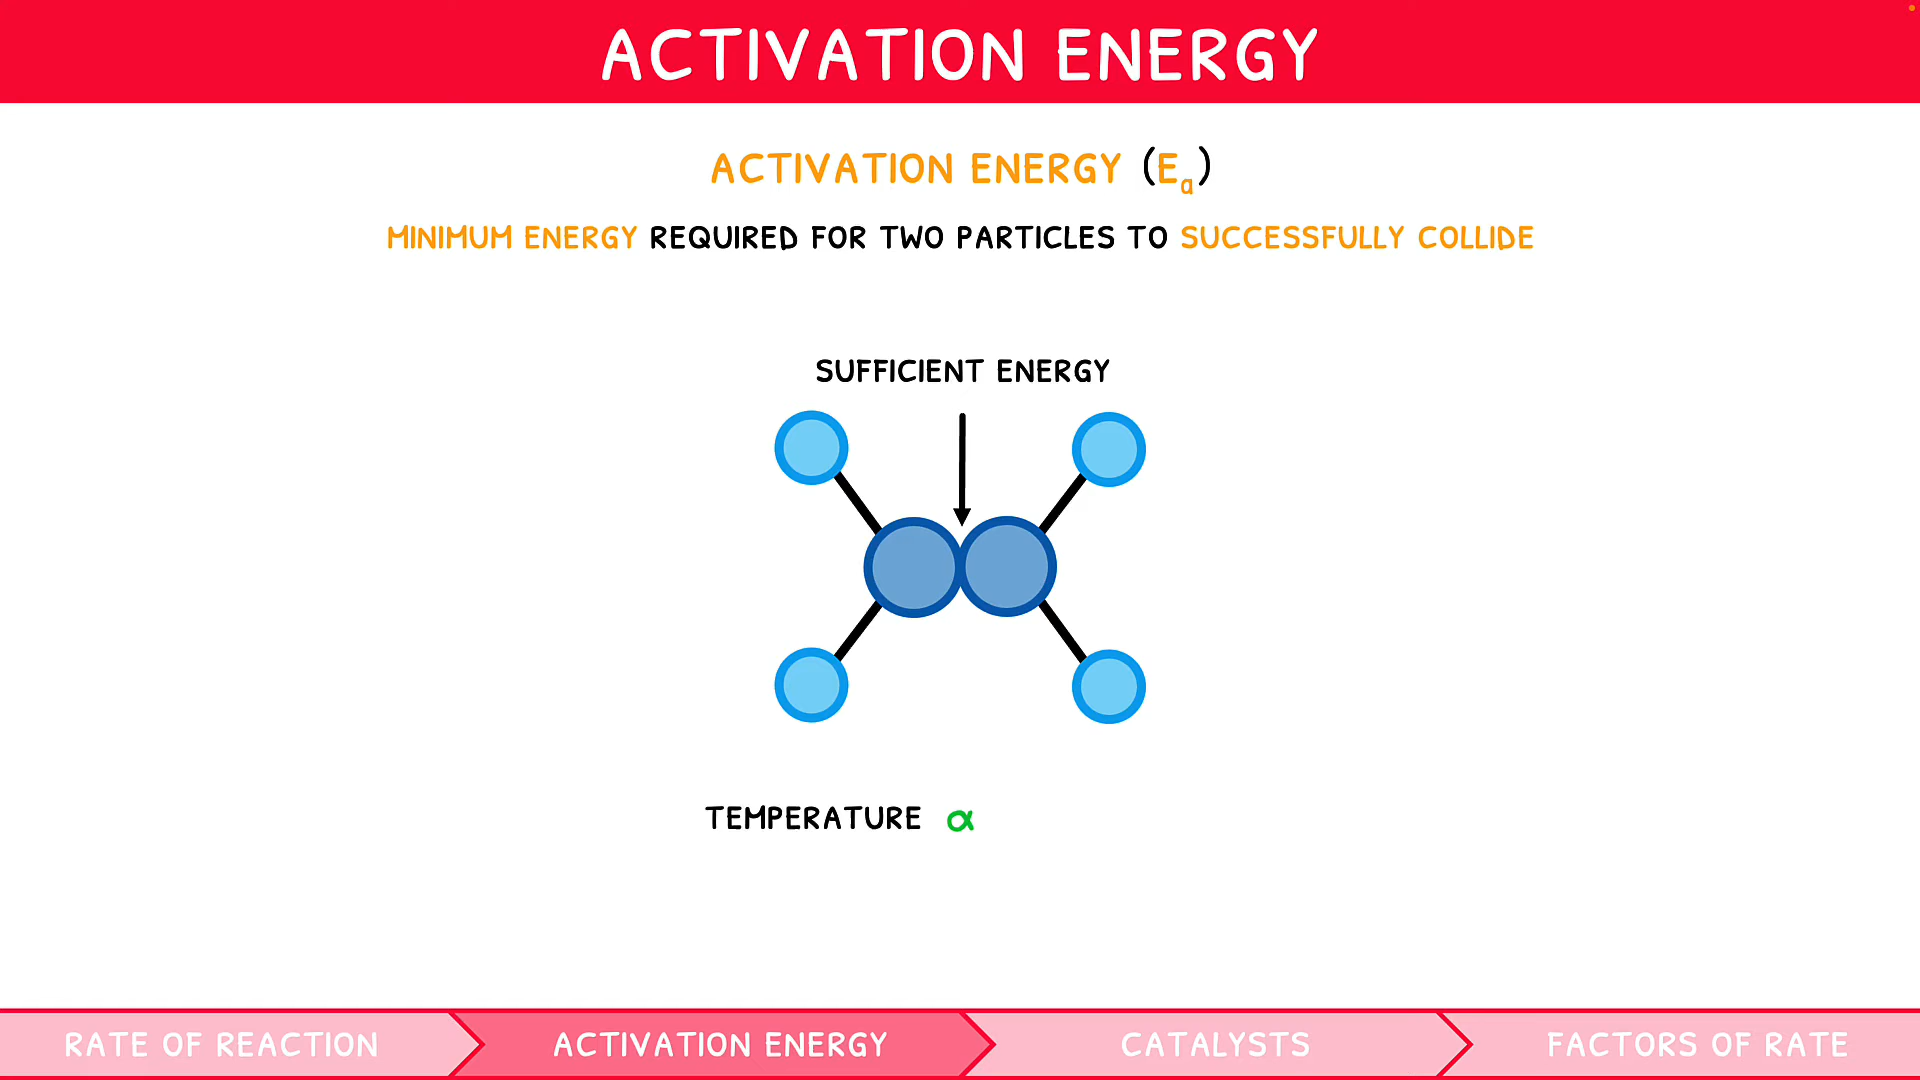 ACTIVATION ENERGY
ACTIVATION ENERGY (Ea)
MINIMUM ENERGY REQUIRED FOR TWO PARTICLES TO SUCCESSFULLY COLLIDE
SUFFICIENT ENERGY
TEMPERATURE α
RATE OF REACTION
ACTIVATION ENERGY
CATALYSTS
FACTORS OF RATE